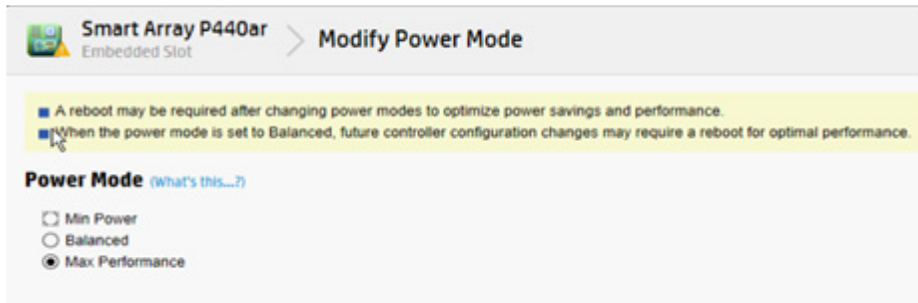 Smart Array P440ar
Embedded Slot
Modify Power Mode
A reboot may be required after changing power modes to optimize power savings and performance.
When the power mode is set to Balanced, future controller configuration changes may require a reboot for optimal performance.
Power Mode (What's this...?)
Min Power
Balanced
Max Performance